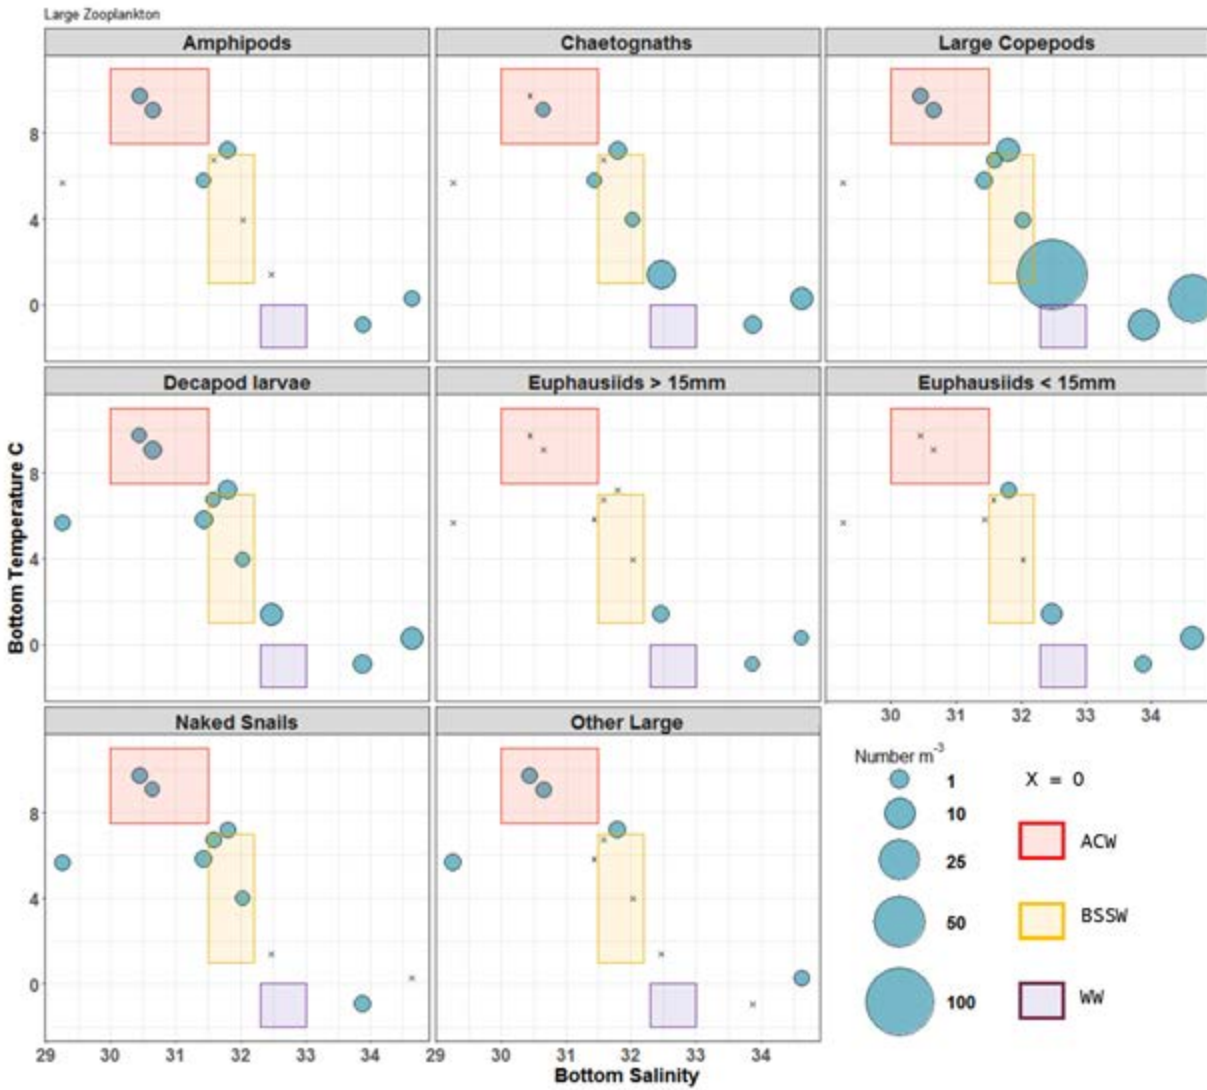 Large Zooplankton
Amphipods Chaetognaths Large Copepods
8
4
0
Decapod larvae Euphausiids > 15mm Euphausiids < 15mm
Bottom Temperature C
8
4
0
30 31 32 33 34
Naked Snails Other Large
8
4
0
29 30 31 32 33 34 29 30 31 32 33 34
Bottom Salinity
Number m-3
1
10
25
50
100
X = 0
ACW
BSSW
WW